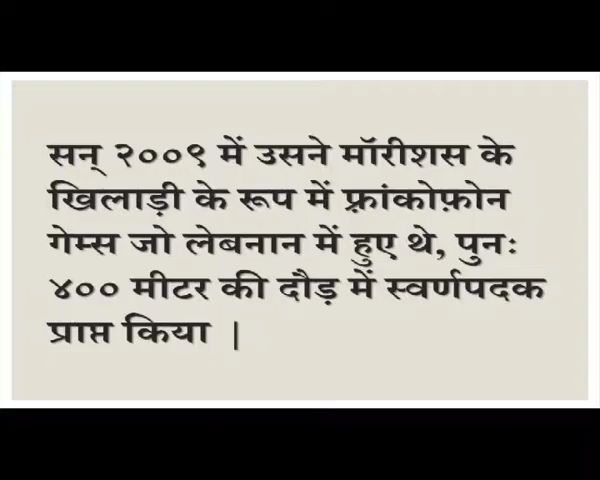 सन् २००९ में उसने मॉरीशस के
खिलाड़ी के रूप में फ़्रांकोफ़ोन
गेम्स जो लेबनान में हुए थे, पुनः
४०० मीटर की दौड़ में स्वर्णपदक
प्राप्त किया |